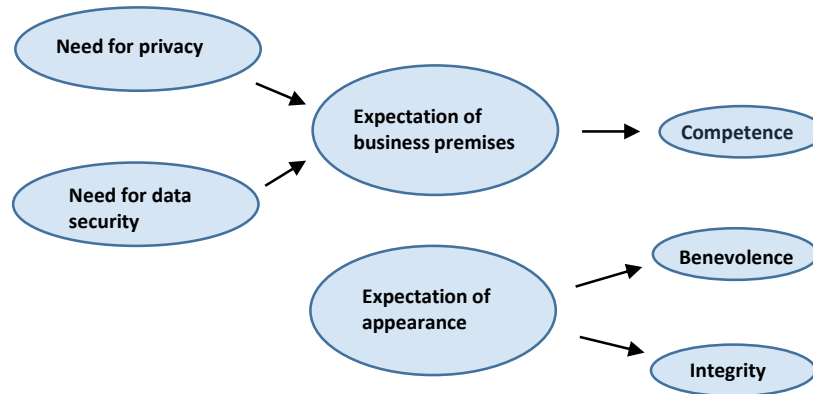 Need for privacy
Expectation of
business premises
Competence
Need for data
security
Benevolence
Expectation of
appearance
Integrity